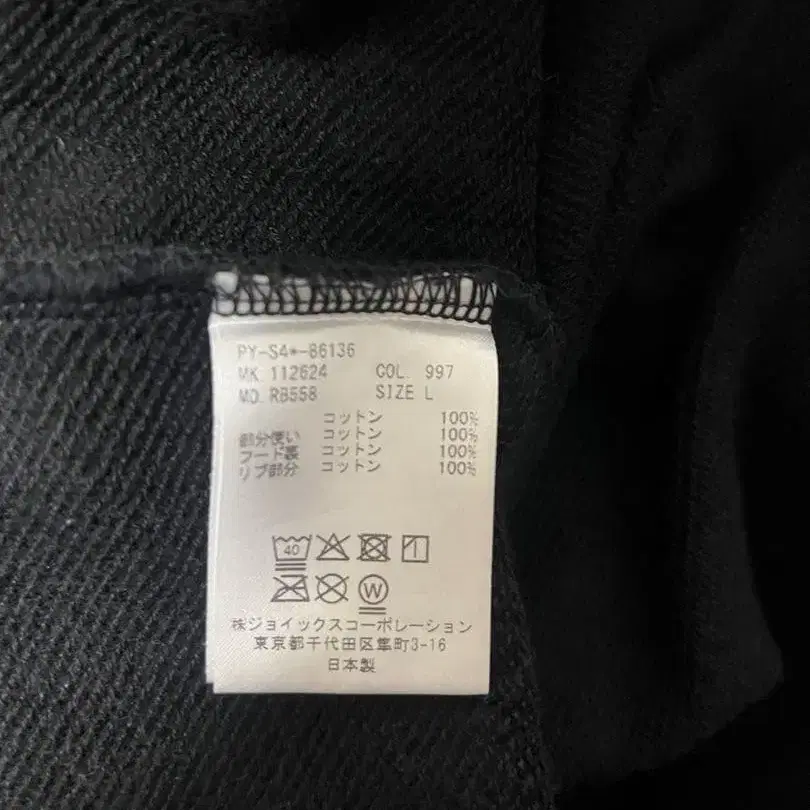 PY-S4*-86136
MK. 112624 COL. 997
MD. RB558 SIZE L
コットン 100%
部分使い コットン 100%
フード裏 コットン 100%
リブ部分 コットン 100%
40
W
株ジョイックスコーポレーション
東京都千代田区隼町3-16
日本製